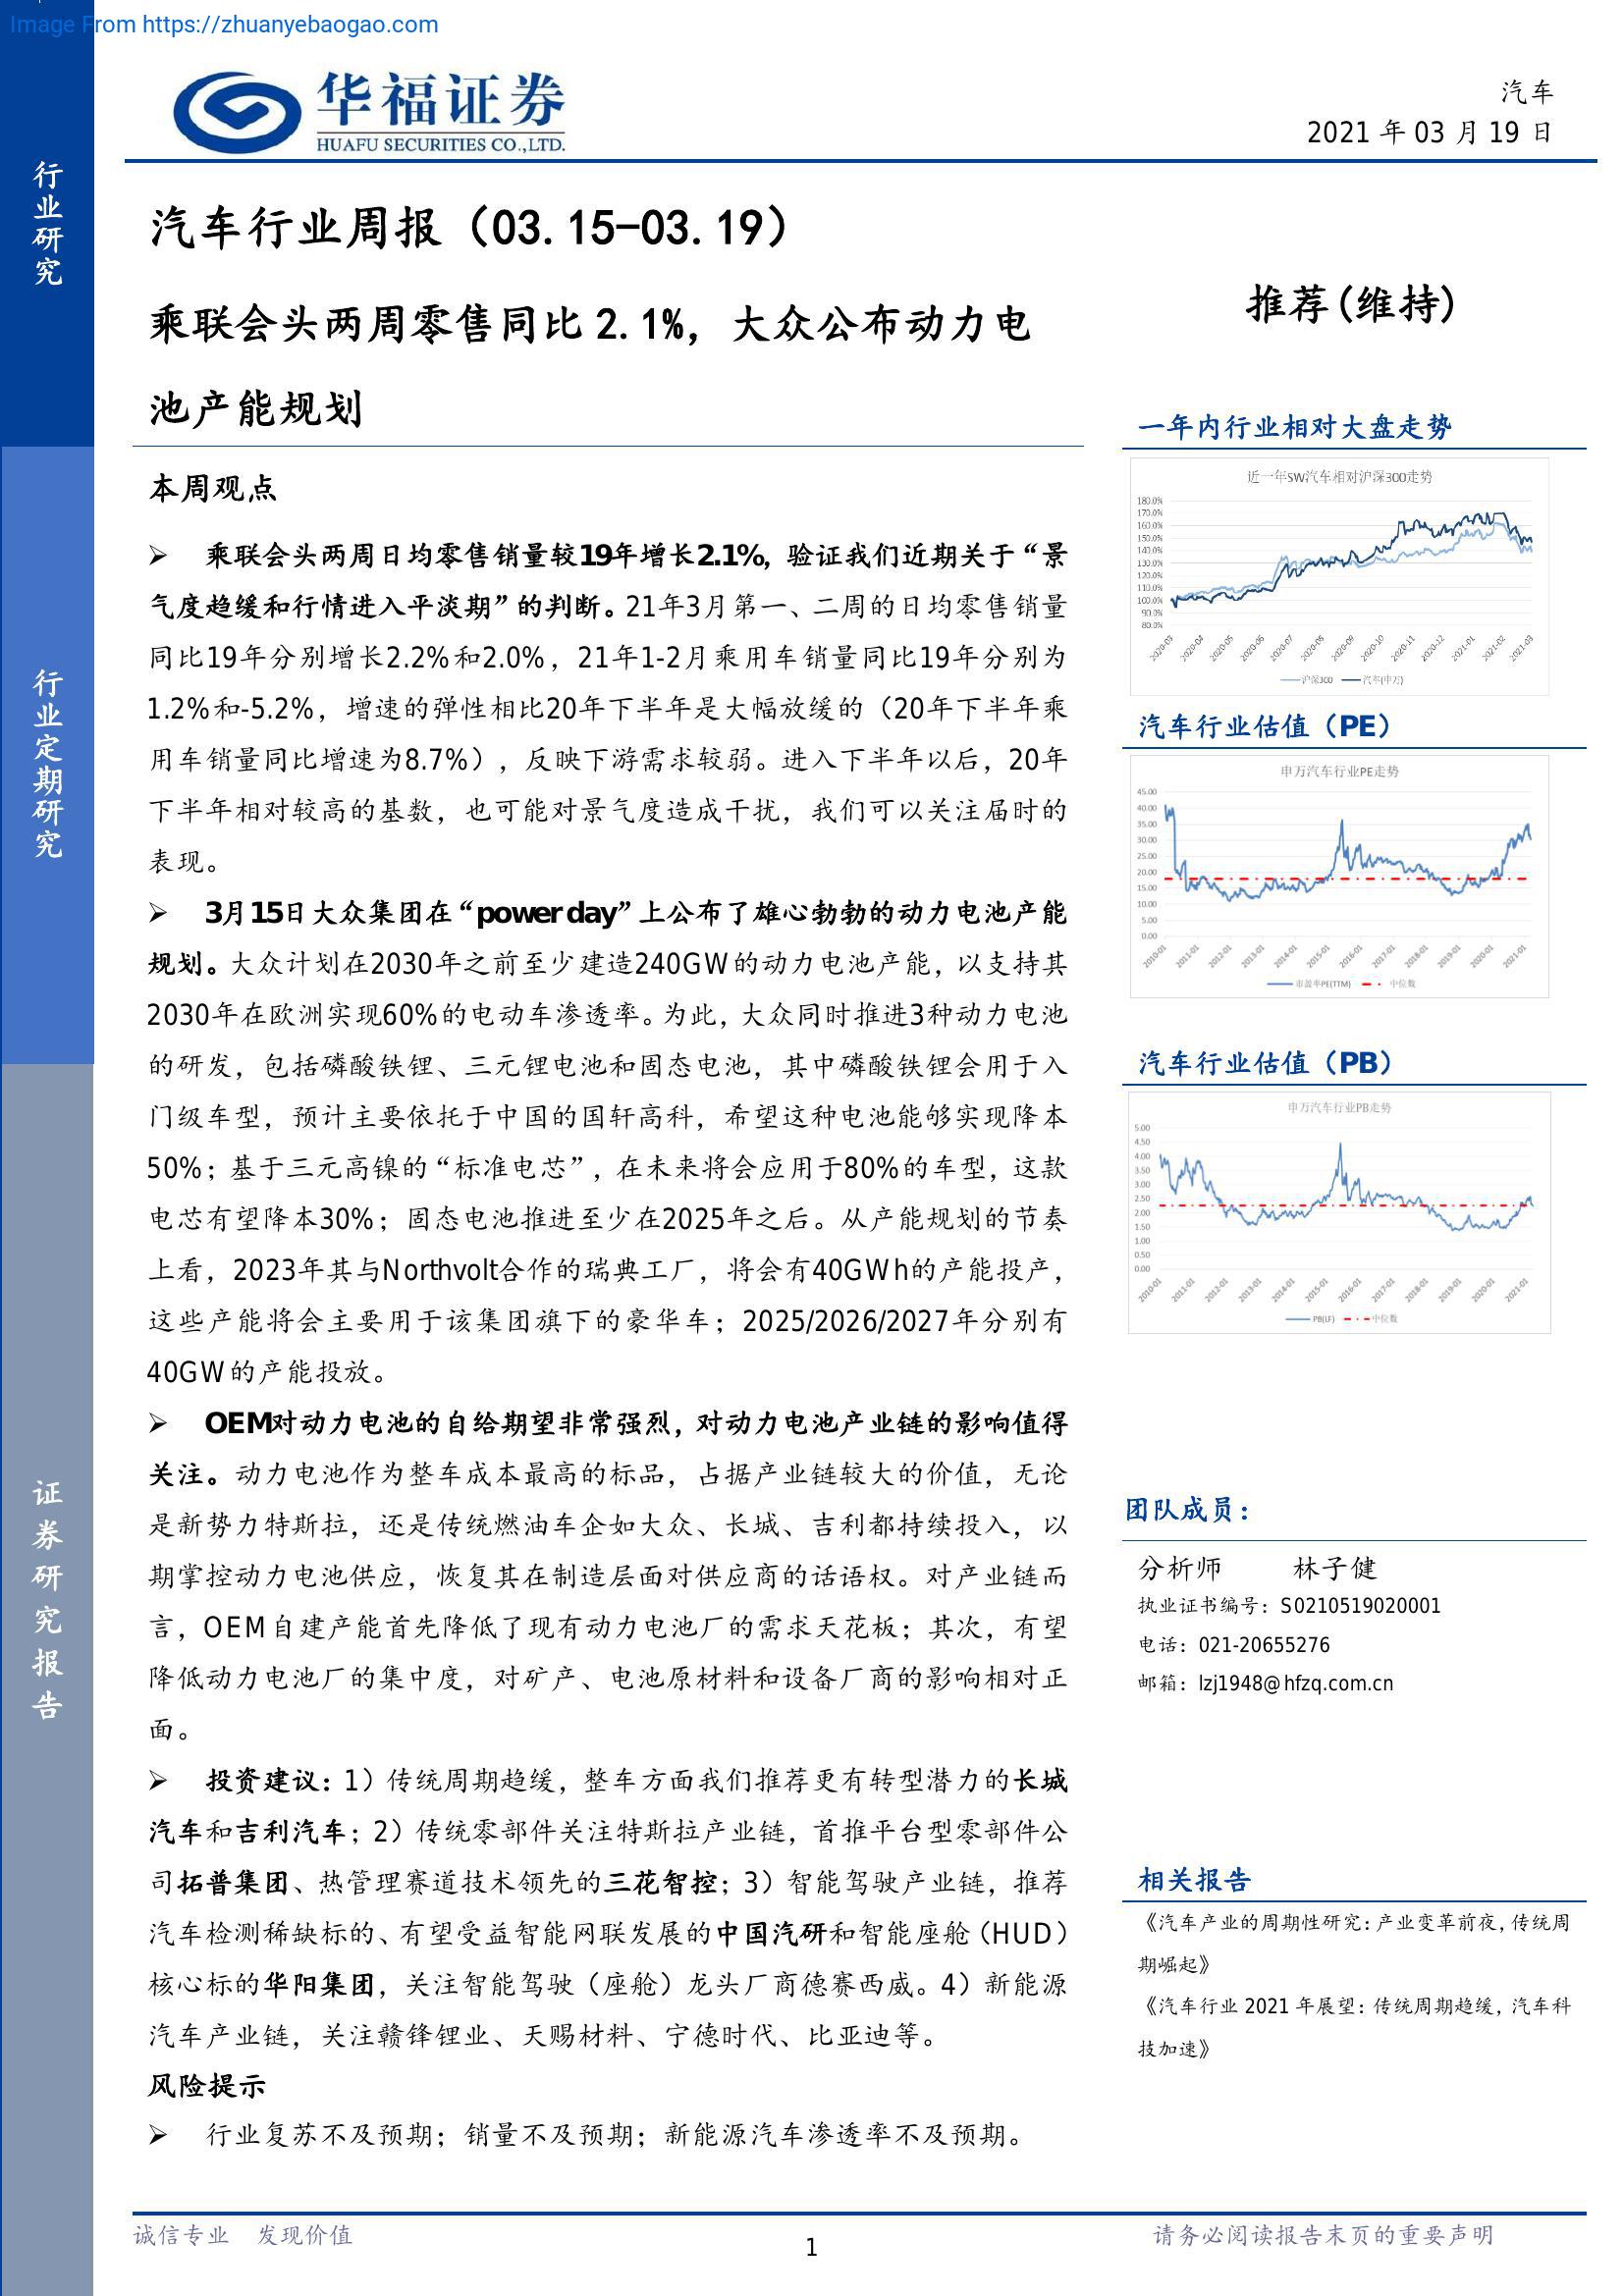 Image From https://zhuanyebaogao.com
华福证券
HUAFU SECURITIES CO.,LTD.
汽车
2021 年 03 月 19 日
行业研究
行业定期研究
证券研究报告
汽车行业周报（03.15-03.19）
乘联会头两周零售同比 2.1%，大众公布动力电
池产能规划
推荐(维持)
本周观点
➢ 乘联会头两周日均零售销量较19年增长2.1%，验证我们近期关于“景
气度趋缓和行情进入平淡期”的判断。21年3月第一、二周的日均零售销量
同比19年分别增长2.2%和2.0%，21年1-2月乘用车销量同比19年分别为
1.2%和-5.2%，增速的弹性相比20年下半年是大幅放缓的（20年下半年乘
用车销量同比增速为8.7%），反映下游需求较弱。进入下半年以后，20年
下半年相对较高的基数，也可能对景气度造成干扰，我们可以关注届时的
表现。
➢ 3月15日大众集团在“power day”上公布了雄心勃勃的动力电池产能
规划。大众计划在2030年之前至少建造240GW的动力电池产能，以支持其
2030年在欧洲实现60%的电动车渗透率。为此，大众同时推进3种动力电池
的研发，包括磷酸铁锂、三元锂电池和固态电池，其中磷酸铁锂会用于入
门级车型，预计主要依托于中国的国轩高科，希望这种电池能够实现降本
50%；基于三元高镍的“标准电芯”，在未来将会应用于80%的车型，这款
电芯有望降本30%；固态电池推进至少在2025年之后。从产能规划的节奏
上看，2023年其与Northvolt合作的瑞典工厂，将会有40GWh的产能投产，
这些产能将会主要用于该集团旗下的豪华车；2025/2026/2027年分别有
40GW的产能投放。
➢ OEM对动力电池的自给期望非常强烈，对动力电池产业链的影响值得
关注。动力电池作为整车成本最高的标品，占据产业链较大的价值，无论
是新势力特斯拉，还是传统燃油车企如大众、长城、吉利都持续投入，以
期掌控动力电池供应，恢复其在制造层面对供应商的话语权。对产业链而
言，OEM自建产能首先降低了现有动力电池厂的需求天花板；其次，有望
降低动力电池厂的集中度，对矿产、电池原材料和设备厂商的影响相对正
面。
➢ 投资建议：1）传统周期趋缓，整车方面我们推荐更有转型潜力的长城
汽车和吉利汽车；2）传统零部件关注特斯拉产业链，首推平台型零部件公
司拓普集团、热管理赛道技术领先的三花智控；3）智能驾驶产业链，推荐
汽车检测稀缺标的、有望受益智能网联发展的中国汽研和智能座舱（HUD）
核心标的华阳集团，关注智能驾驶（座舱）龙头厂商德赛西威。4）新能源
汽车产业链，关注赣锋锂业、天赐材料、宁德时代、比亚迪等。
风险提示
➢ 行业复苏不及预期；销量不及预期；新能源汽车渗透率不及预期。
一年内行业相对大盘走势
近一年SW汽车相对沪深300走势
180.0%
170.0%
160.0%
150.0%
140.0%
130.0%
120.0%
110.0%
100.0%
90.0%
80.0%
2020-03 2020-04 2020-05 2020-06 2020-07 2020-08 2020-09 2020-10 2020-11 2020-12 2021-01 2021-02 2021-03
沪深300 汽车(申万)
汽车行业估值（PE）
申万汽车行业PE走势
45.00
40.00
35.00
30.00
25.00
20.00
15.00
10.00
5.00
0.00
2010-01 2011-01 2012-01 2013-01 2014-01 2015-01 2016-01 2017-01 2018-01 2019-01 2020-01 2021-01
市盈率PE(TTM) 中位数
汽车行业估值（PB）
申万汽车行业PB走势
5.00
4.50
4.00
3.50
3.00
2.50
2.00
1.50
1.00
0.50
0.00
2010-01 2011-01 2012-01 2013-01 2014-01 2015-01 2016-01 2017-01 2018-01 2019-01 2020-01 2021-01
PB(LF) 中位数
团队成员：
分析师 林子健
执业证书编号：S0210519020001
电话：021-20655276
邮箱：lzj1948@hfzq.com.cn
相关报告
《汽车产业的周期性研究：产业变革前夜，传统周
期崛起》
《汽车行业 2021 年展望：传统周期趋缓，汽车科
技加速》
诚信专业 发现价值
1
请务必阅读报告末页的重要声明